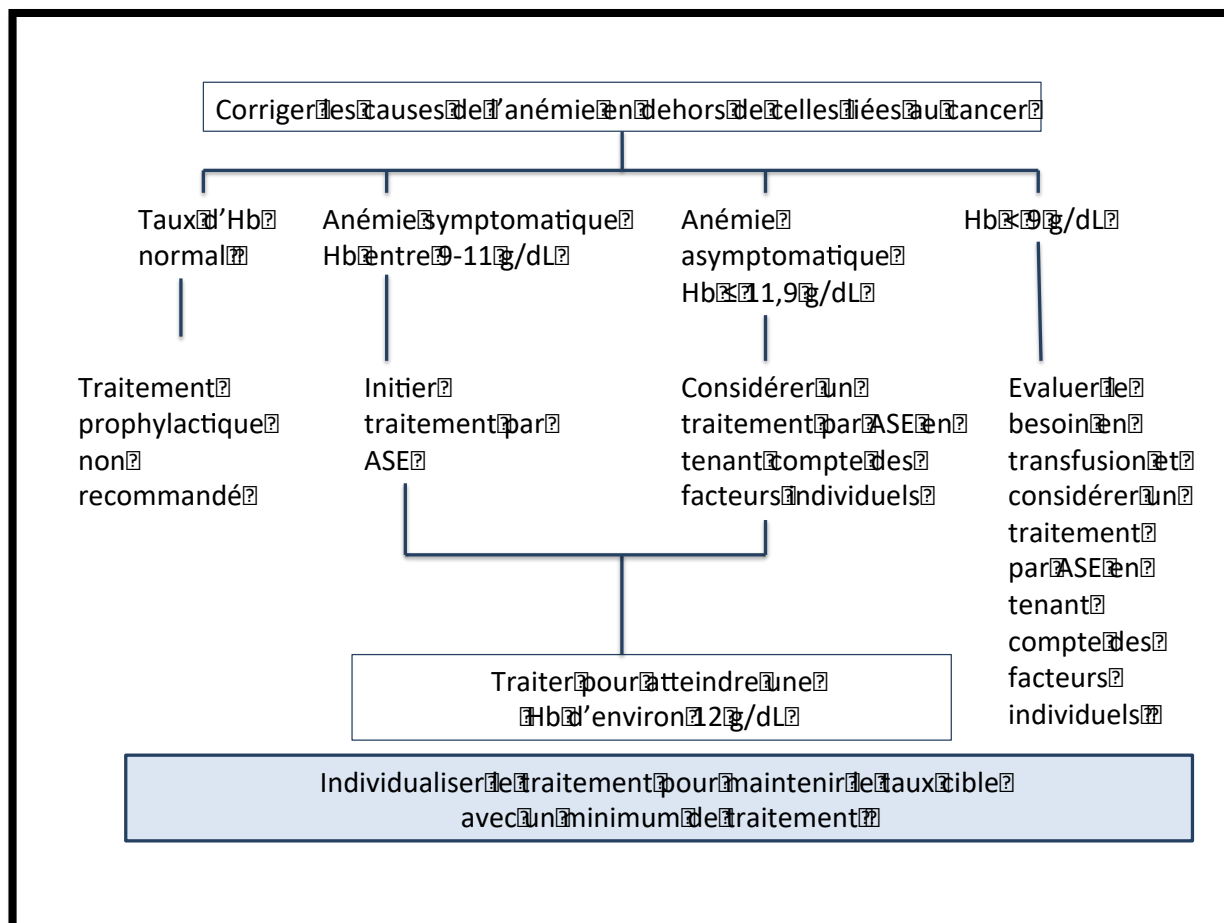 Corriger les causes de l'anémie en dehors de celles liées au cancer
Taux d'Hb
normal
Anémie symptomatique
Hb entre 9-11 g/dL
Anémie
asymptomatique
Hb ≤ 11,9 g/dL
Hb < 9 g/dL
Traitement
prophylactique
non
recommandé
Initier
traitement par
ASE
Considérer un
traitement par ASE en
tenant compte des
facteurs individuels
Evaluer le
besoin en
transfusion et
considérer un
traitement
par ASE en
tenant
compte des
facteurs
individuels
Traiter pour atteindre une
Hb d'environ 12 g/dL
Individualiser le traitement pour maintenir le taux cible
avec un minimum de traitement